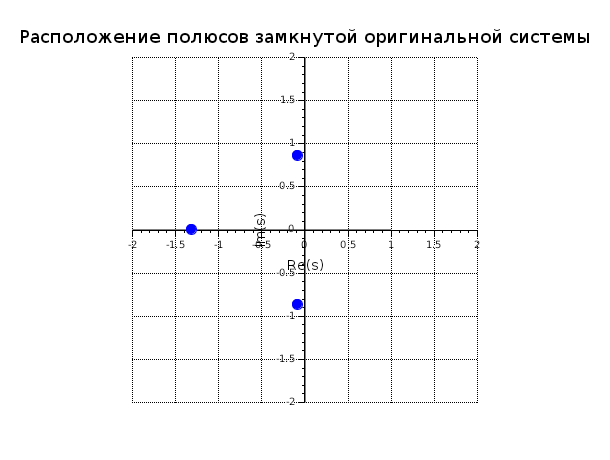 Расположение полюсов замкнутой оригинальной системы
2
1.5
1
0.5
0
-2 -1.5 -1 -0.5 0 0.5 1 1.5 2
Im(s)
Re(s)
-0.5
-1
-1.5
-2